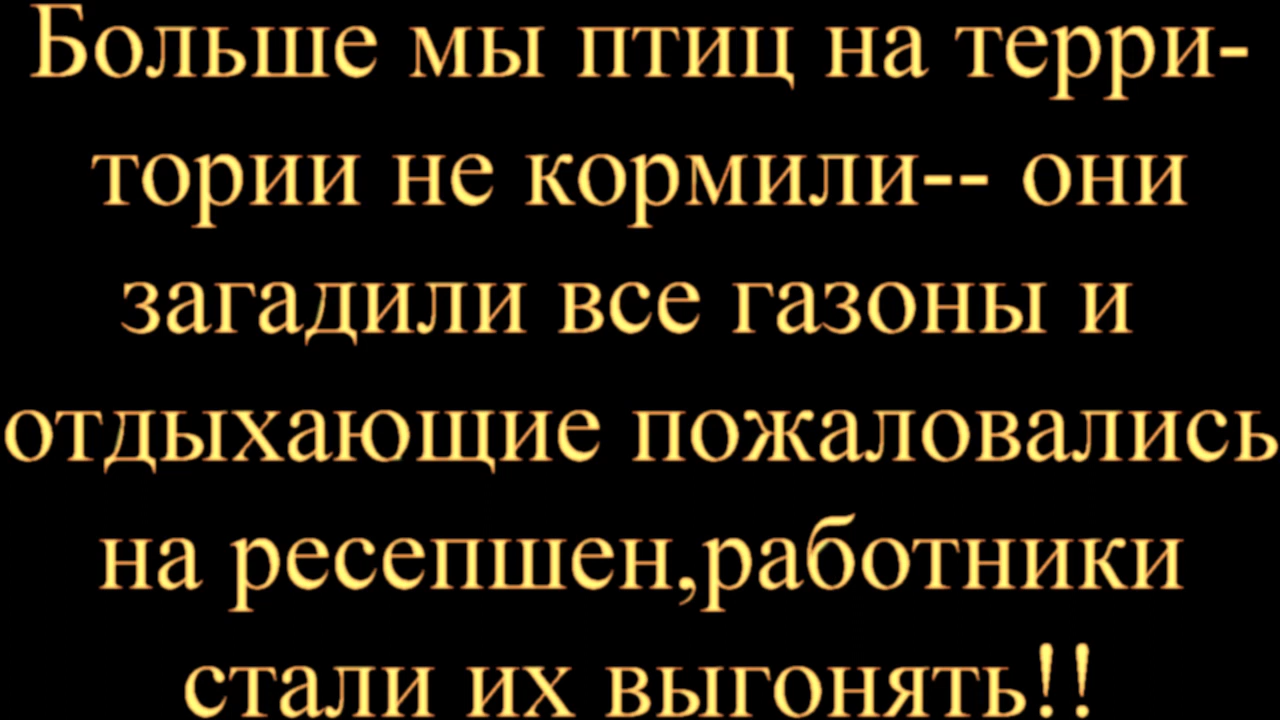 Больше мы птиц на терри-
тории не кормили-- они
загадили все газоны и
отдыхающие пожаловались
на ресепшен,работники
стали их выгонять!!